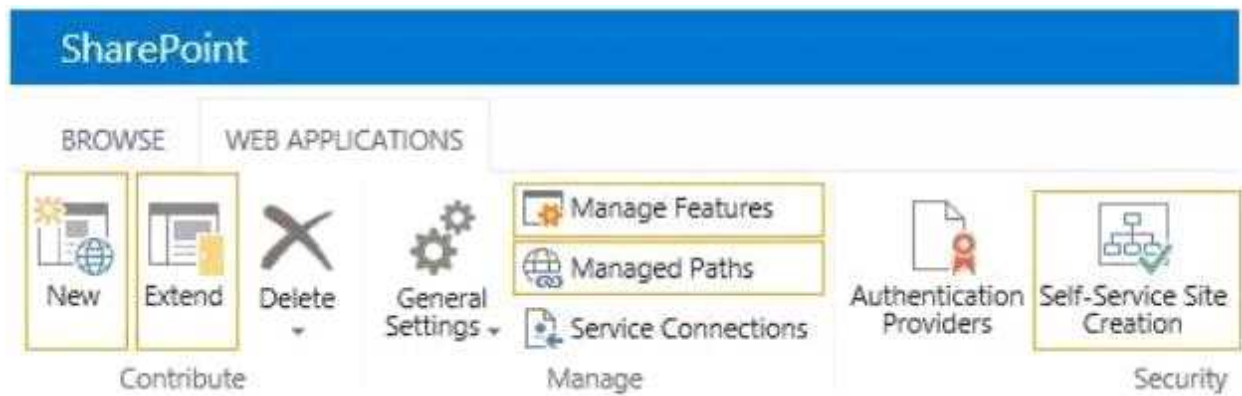 SharePoint
BROWSE WEB APPLICATIONS
New
Extend
Delete
General
Settings
Manage Features
Managed Paths
Service Connections
Authentication
Providers
Self-Service Site
Creation
Contribute
Manage
Security